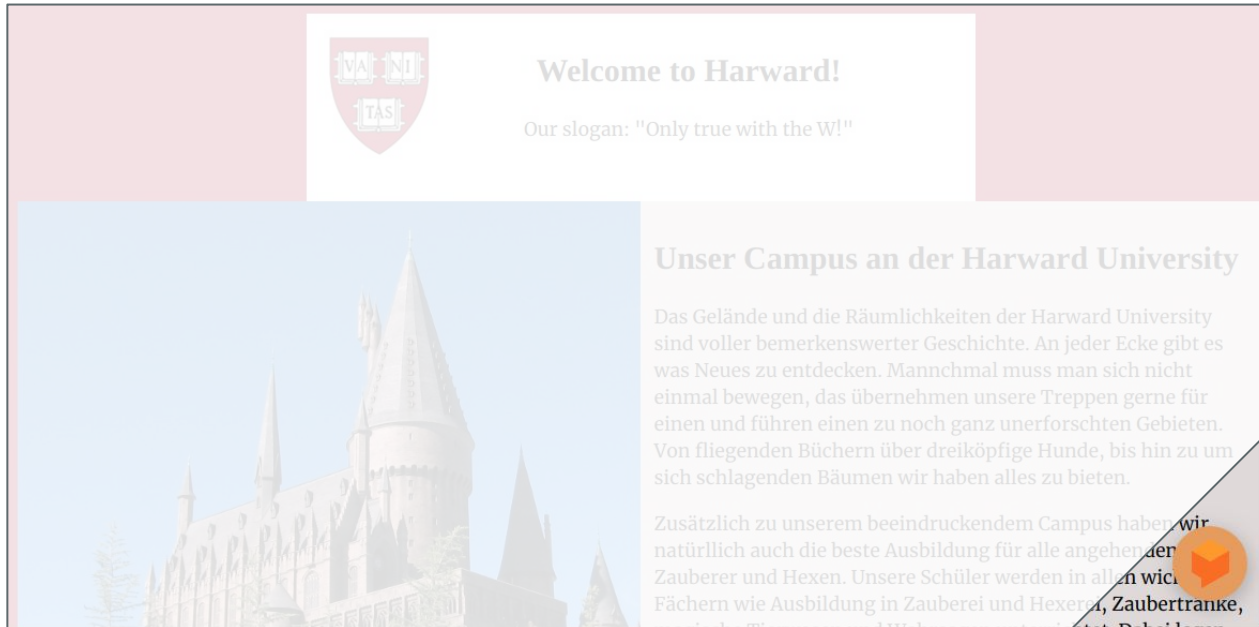 VA NI
TAS
Welcome to Harward!
Our slogan: "Only true with the W!"
Unser Campus an der Harward University
Das Gelände und die Räumlichkeiten der Harward University
sind voller bemerkenswerter Geschichte. An jeder Ecke gibt es
was Neues zu entdecken. Mannchmal muss man sich nicht
einmal bewegen, das übernehmen unsere Treppen gerne für
einen und führen einen zu noch ganz unerforschten Gebieten.
Von fliegenden Büchern über dreiköpfige Hunde, bis hin zu um
sich schlagenden Bäumen wir haben alles zu bieten.
Zusätzlich zu unserem beeindruckendem Campus haben wir
natürllich auch die beste Ausbildung für alle angehenden
Zauberer und Hexen. Unsere Schüler werden in allen
Fächern wie Ausbildung in Zauberei und Hexerei, Zaubertränke,